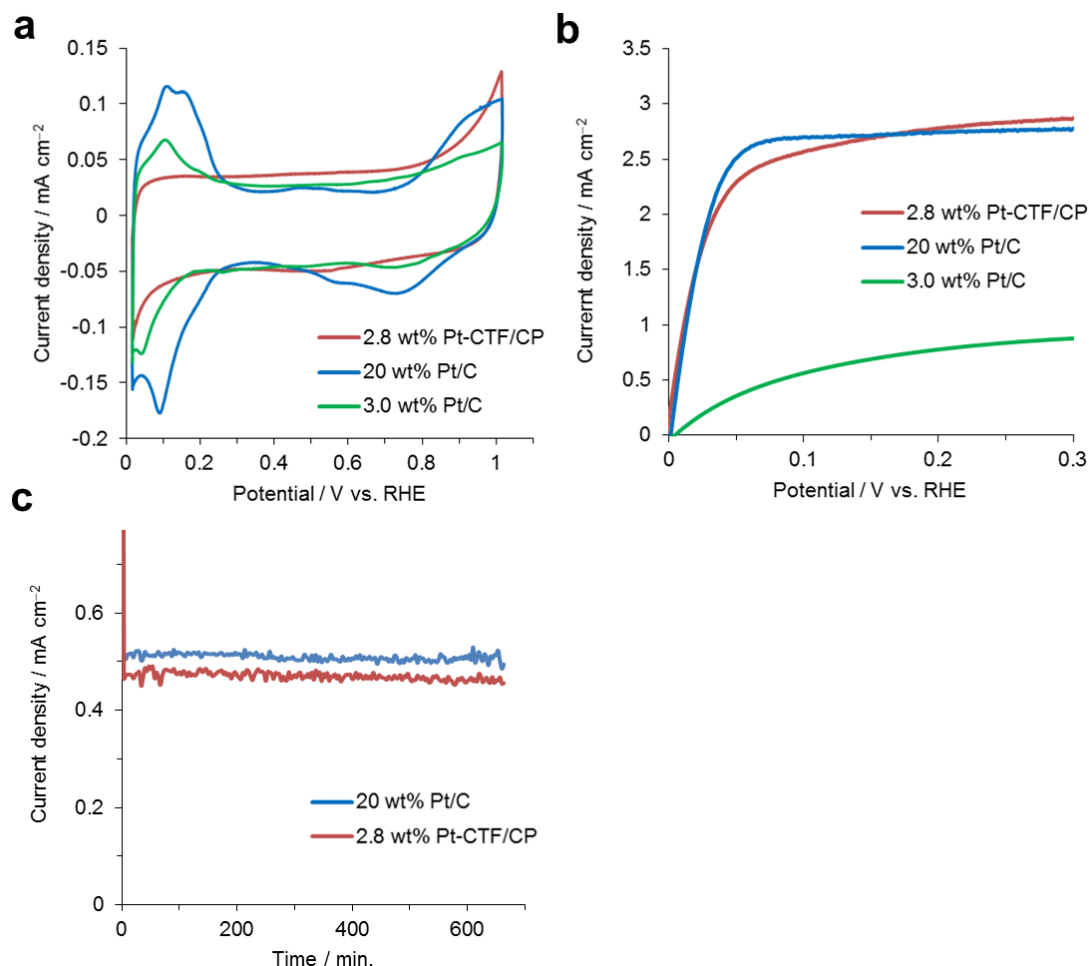 a
0.15
0.1
0.05
0
-0.05
-0.1
-0.15
-0.2
Current density / mA cm−2
2.8 wt% Pt-CTF/CP
20 wt% Pt/C
3.0 wt% Pt/C
0 0.2 0.4 0.6 0.8 1
Potential / V vs. RHE
b
3.5
3
2.5
2
1.5
1
0.5
0
Current density / mA cm−2
2.8 wt% Pt-CTF/CP
20 wt% Pt/C
3.0 wt% Pt/C
0 0.1 0.2 0.3
Potential / V vs. RHE
c
0.6
0.4
0.2
0
Current density / mA cm−2
20 wt% Pt/C
2.8 wt% Pt-CTF/CP
0 200 400 600
Time / min.